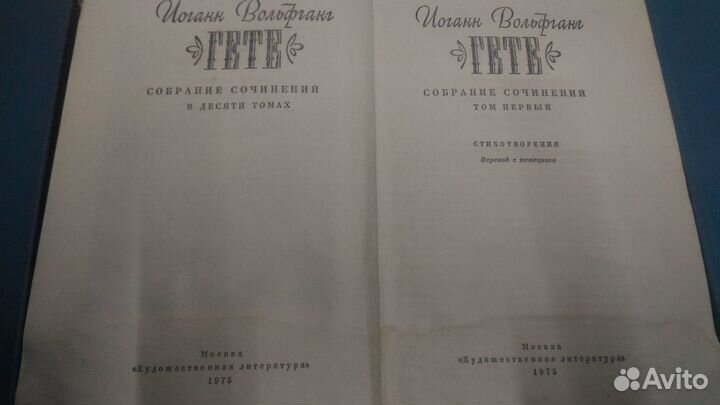 Иоганн Вольфганг
ГЕТЕ
СОБРАНИЕ СОЧИНЕНИЙ
В ДЕСЯТИ ТОМАХ
Москва
«Художественная литература»
1975
Иоганн Вольфганг
ГЕТЕ
СОБРАНИЕ СОЧИНЕНИЙ
ТОМ ПЕРВЫЙ
СТИХОТВОРЕНИЯ
Перевод с немецкого
Москва
«Художественная литература»
1975
Avito